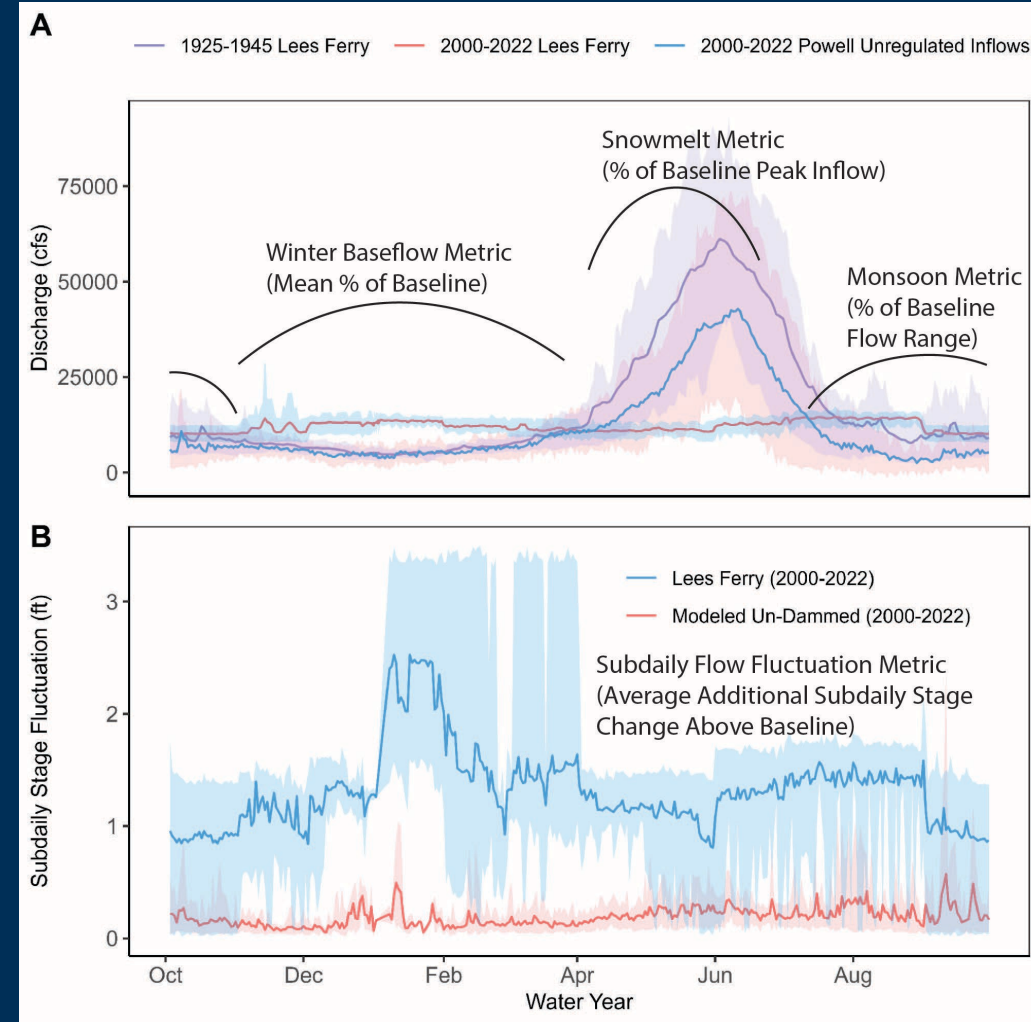 A
1925-1945 Lees Ferry 2000-2022 Lees Ferry 2000-2022 Powell Unregulated Inflows
Discharge (cfs)
75000
50000
25000
0
Winter Baseflow Metric
(Mean % of Baseline)
Snowmelt Metric
(% of Baseline Peak Inflow)
Monsoon Metric
(% of Baseline
Flow Range)
B
Subdaily Stage Fluctuation (ft)
3
2
1
0
Lees Ferry (2000-2022)
Modeled Un-Dammed (2000-2022)
Subdaily Flow Fluctuation Metric
(Average Additional Subdaily Stage
Change Above Baseline)
Oct Dec Feb Apr Jun Aug
Water Year